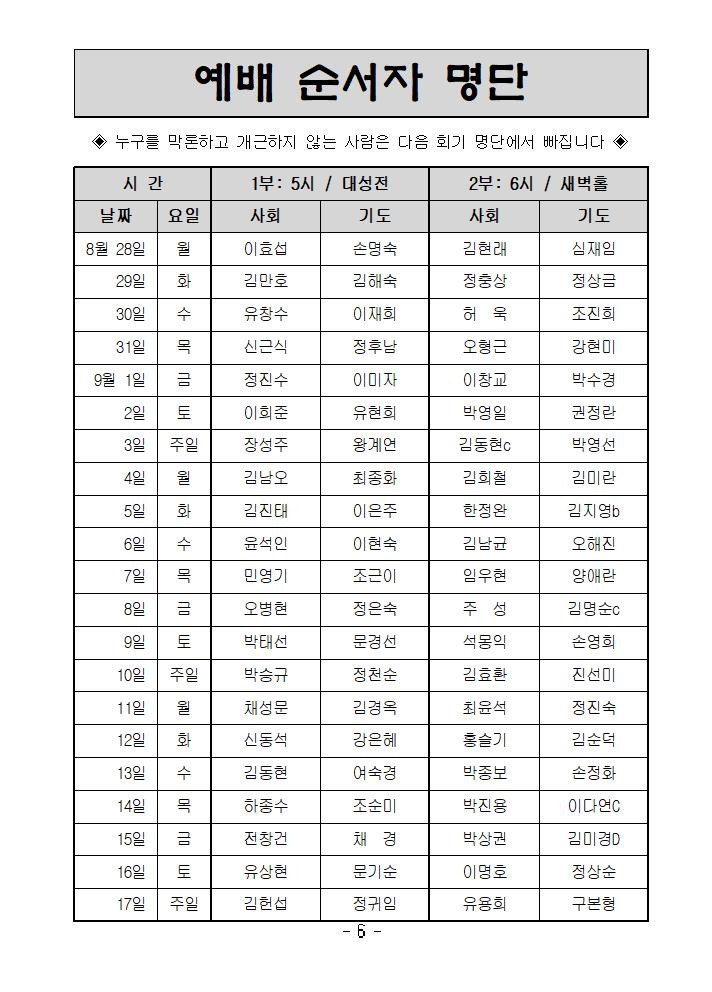 예배 순서자 명단
◈ 누구를 막론하고 개근하지 않는 사람은 다음 회기 명단에서 빠집니다 ◈
시 간 1부: 5시 / 대성전 2부: 6시 / 새벽홀
날짜 요일 사회 기도 사회 기도
8월 28일 월 이효섭 손명숙 김현래 심재임
29일 화 김만호 김해숙 정충상 정상금
30일 수 유창수 이재희 허 욱 조진희
31일 목 신근식 정후남 오형근 강현미
9월 1일 금 정진수 이미자 이창교 박수경
2일 토 이희준 유현희 박영일 권정란
3일 주일 장성주 왕계연 김동현c 박영선
4일 월 김남오 최종화 김희철 김미란
5일 화 김진태 이은주 한정완 김지영b
6일 수 윤석인 이현숙 김남균 오해진
7일 목 민영기 조근이 임우현 양애란
8일 금 오병현 정은숙 주 성 김명순c
9일 토 박태선 문경선 석몽익 손영희
10일 주일 박승규 정천순 김효환 진선미
11일 월 채성문 김경옥 최윤석 정진숙
12일 화 신동석 강은혜 홍슬기 김순덕
13일 수 김동현 여숙경 박종보 손정화
14일 목 하종수 조순미 박진용 이다연C
15일 금 전창건 채 경 박상권 김미경D
16일 토 유상현 문기순 이명호 정상순
17일 주일 김헌섭 정귀임 유용희 구본형
- 6 -